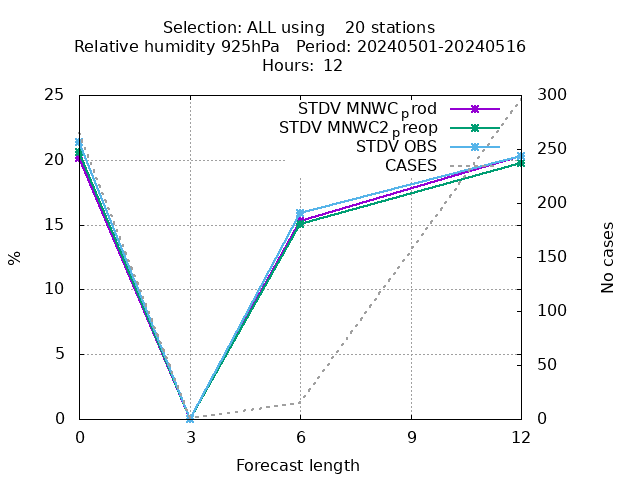 Selection: ALL using    20 stations
Relative humidity 925hPa   Period: 20240501-20240516
Hours: 12
STDV MNWCprod
STDV MNWC2preop
STDV OBS
CASES
25
20
15
10
5
0
300
250
200
150
100
50
0
%
No cases
0 3 6 9 12
Forecast length